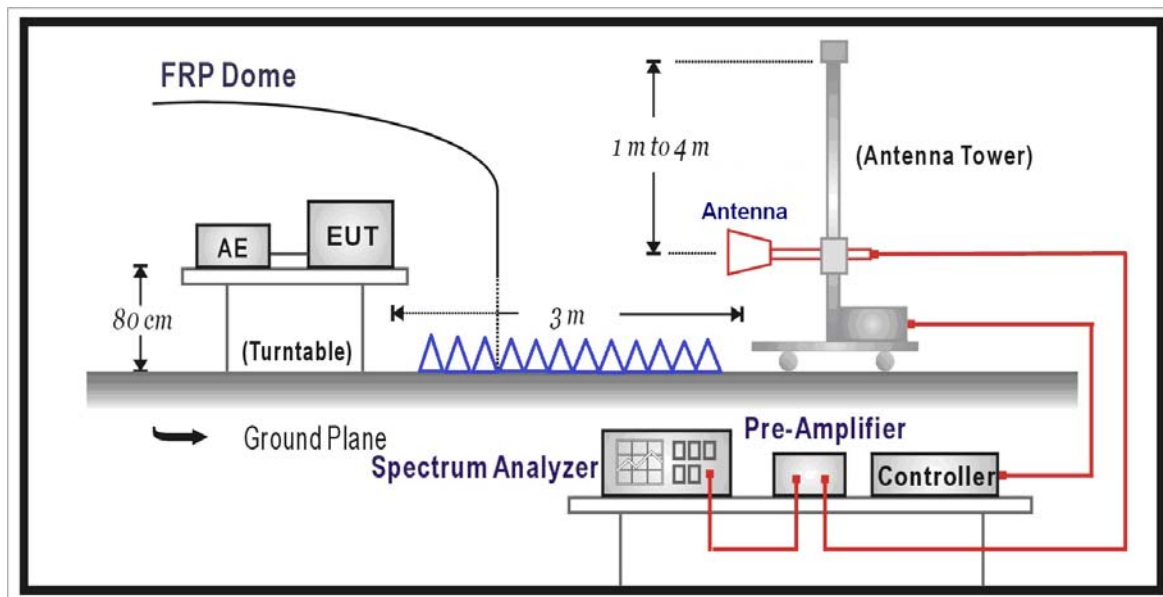 FRP Dome
1 m to 4 m
(Antenna Tower)
Antenna
AE
EUT
80 cm
3 m
(Turntable)
Ground Plane
Pre-Amplifier
Spectrum Analyzer
Controller